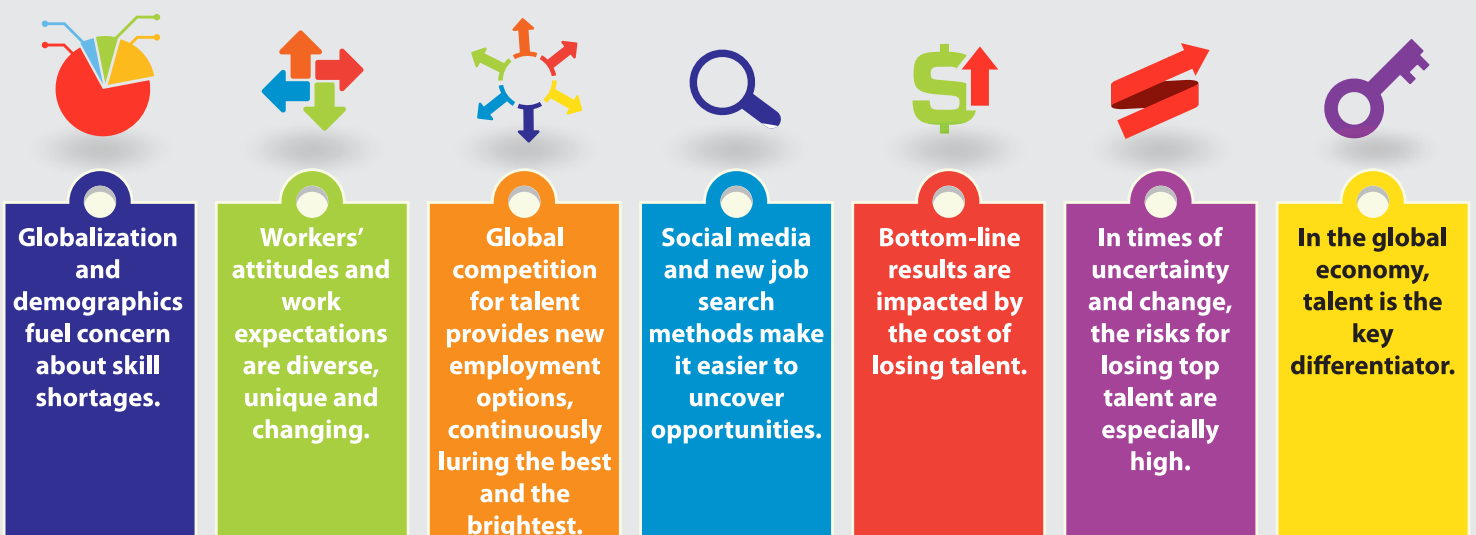 Globalization
and
demographics
fuel concern
about skill
shortages.
Workers’
attitudes and
work
expectations
are diverse,
unique and
changing.
Global
competition
for talent
provides new
employment
options,
continuously
luring the best
and the
brightest.
Social media
and new job
search
methods make
it easier to
uncover
opportunities.
Bottom-line
results are
impacted by
the cost of
losing talent.
In times of
uncertainty
and change,
the risks for
losing top
talent are
especially
high.
In the global
economy,
talent is the
key
differentiator.